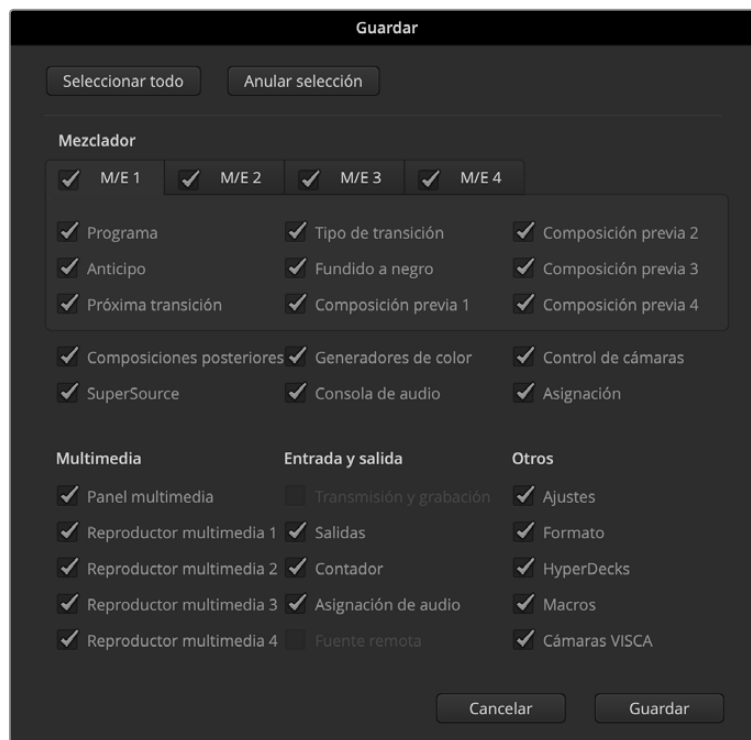 Guardar
Seleccionar todo Anular selección
Mezclador
M/E 1 M/E 2 M/E 3 M/E 4
Programa Tipo de transición Composición previa 2
Anticipo Fundido a negro Composición previa 3
Próxima transición Composición previa 1 Composición previa 4
Composiciones posteriores Generadores de color Control de cámaras
SuperSource Consola de audio Asignación
Multimedia Entrada y salida Otros
Panel multimedia Transmisión y grabación Ajustes
Reproductor multimedia 1 Salidas Formato
Reproductor multimedia 2 Contador HyperDecks
Reproductor multimedia 3 Asignación de audio Macros
Reproductor multimedia 4 Fuente remota Cámaras VISCA
Cancelar Guardar